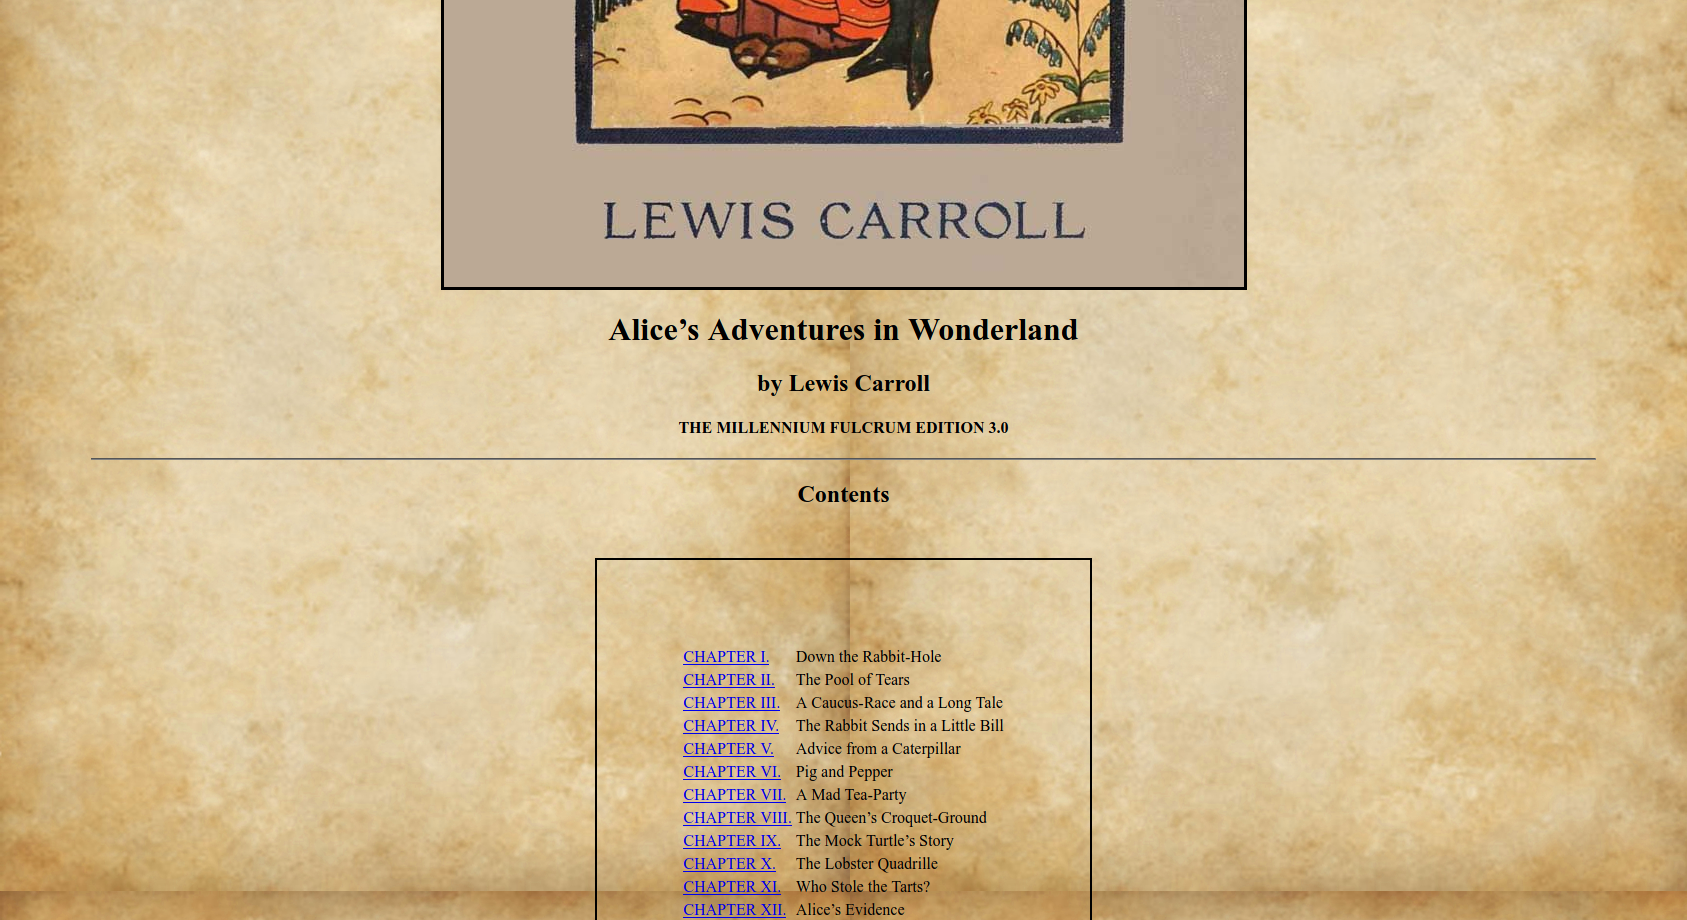 LEWIS CARROLL
Alice’s Adventures in Wonderland
by Lewis Carroll
THE MILLENNIUM FULCRUM EDITION 3.0
Contents
CHAPTER I. Down the Rabbit-Hole
CHAPTER II. The Pool of Tears
CHAPTER III. A Caucus-Race and a Long Tale
CHAPTER IV. The Rabbit Sends in a Little Bill
CHAPTER V. Advice from a Caterpillar
CHAPTER VI. Pig and Pepper
CHAPTER VII. A Mad Tea-Party
CHAPTER VIII. The Queen’s Croquet-Ground
CHAPTER IX. The Mock Turtle’s Story
CHAPTER X. The Lobster Quadrille
CHAPTER XI. Who Stole the Tarts?
CHAPTER XII. Alice’s Evidence